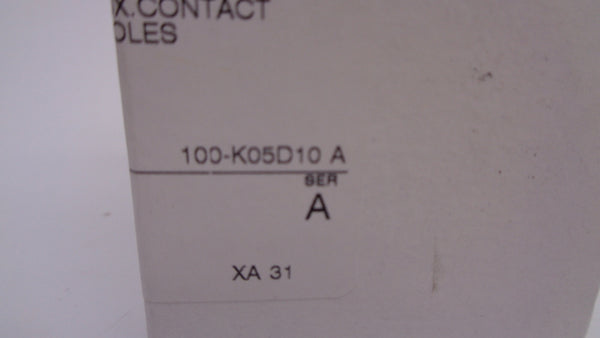 X.CONTACT
OLES
100-K05D10 A
SER
A
XA 31